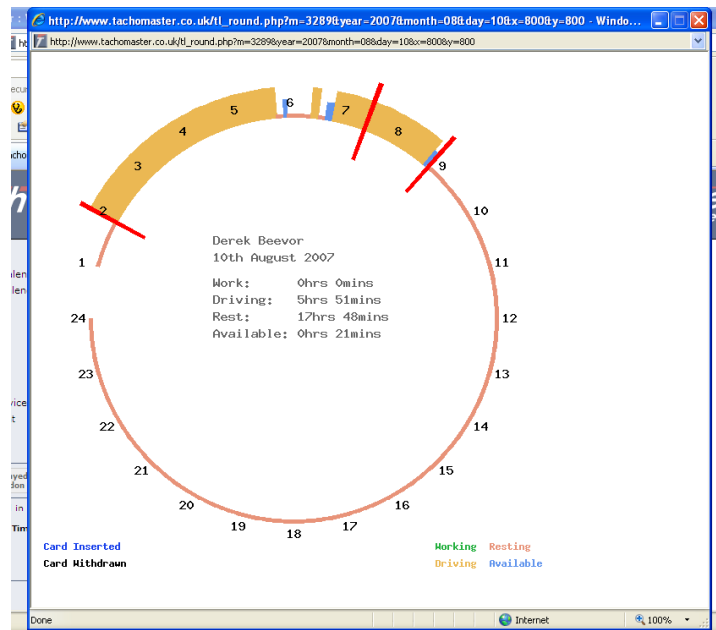 http://www.tachomaster.co.uk/tl_round.php?m=3289&year=2007&month=08&day=10&x=800&y=800 - Windo...
http://www.tachomaster.co.uk/tl_round.php?m=3289&year=2007&month=08&day=10&x=800&y=800
6
5
7
4
8
3
9
2
10
1
11
24
12
23
13
22
14
21
15
20
16
19
17
18
Derek Beevor
10th August 2007
Work: 0hrs 0mins
Driving: 5hrs 51mins
Rest: 17hrs 48mins
Available: 0hrs 21mins
Card Inserted
Card Withdrawn
Working Resting
Driving Available
Done Internet 100%